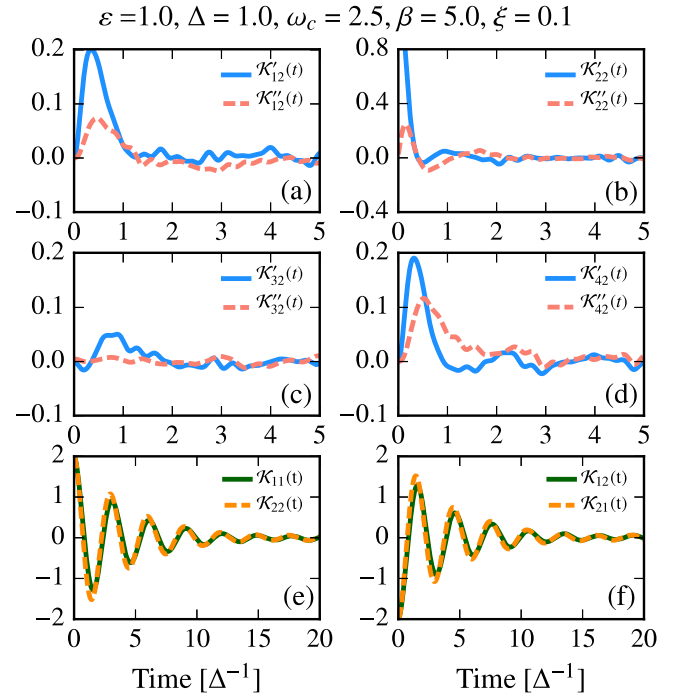 ε =1.0, Δ = 1.0, ω_c = 2.5, β = 5.0, ξ = 0.1
0.2
0.1
0.0
−0.1
0 1 2 3 4 5
𝒦′₁₂(t)
𝒦″₁₂(t)
(a)
0.8
0.4
0.0
−0.4
0 1 2 3 4 5
𝒦′₂₂(t)
𝒦″₂₂(t)
(b)
0.2
0.1
0.0
−0.1
0 1 2 3 4 5
𝒦′₃₂(t)
𝒦″₃₂(t)
(c)
0.2
0.1
0.0
−0.1
0 1 2 3 4 5
𝒦′₄₂(t)
𝒦″₄₂(t)
(d)
2
1
0
−1
−2
0 5 10 15 20
𝒦₁₁(t)
𝒦₂₂(t)
(e)
Time [Δ⁻¹]
2
1
0
−1
−2
0 5 10 15 20
𝒦₁₂(t)
𝒦₂₁(t)
(f)
Time [Δ⁻¹]